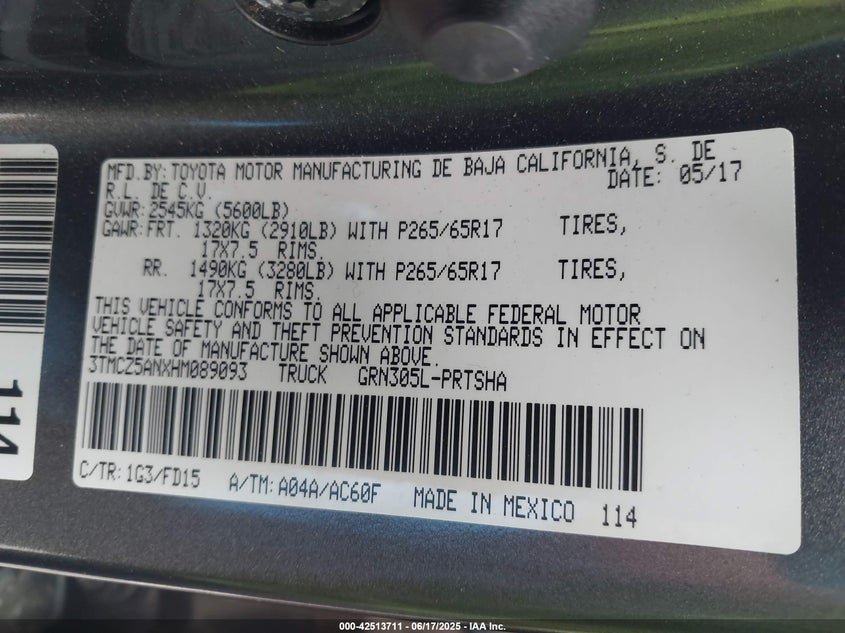 MFD.BY:TOYOTA MOTOR MANUFACTURING DE BAJA CALIFORNIA, S. DE
R.L. DE C.V. DATE: 05/17
GVWR:2545KG (5600LB)
GAWR:FRT. 1320KG (2910LB) WITH P265/65R17 TIRES,
17X7.5 RIMS.
RR. 1490KG (3280LB) WITH P265/65R17 TIRES,
17X7.5 RIMS.
THIS VEHICLE CONFORMS TO ALL APPLICABLE FEDERAL MOTOR
VEHICLE SAFETY AND THEFT PREVENTION STANDARDS IN EFFECT ON
THE DATE OF MANUFACTURE SHOWN ABOVE.
3TMCZ5ANXHM089093 TRUCK GRN305L-PRTSHA
C/TR:1G3/FD15 A/TM:A04A/AC60F MADE IN MEXICO 114
114
000-42513711 - 06/17/2025 - IAA Inc.